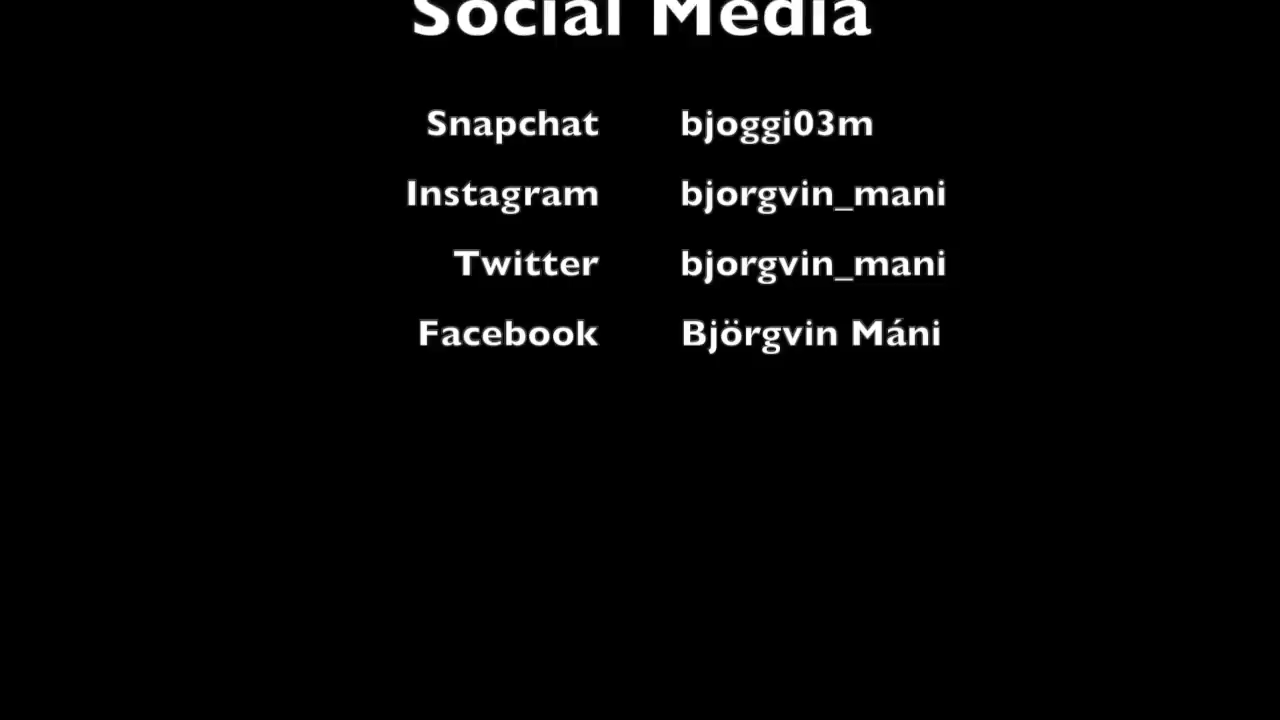 Social Media
Snapchat bjoggi03m
Instagram bjorgvin_mani
Twitter bjorgvin_mani
Facebook Björgvin Máni